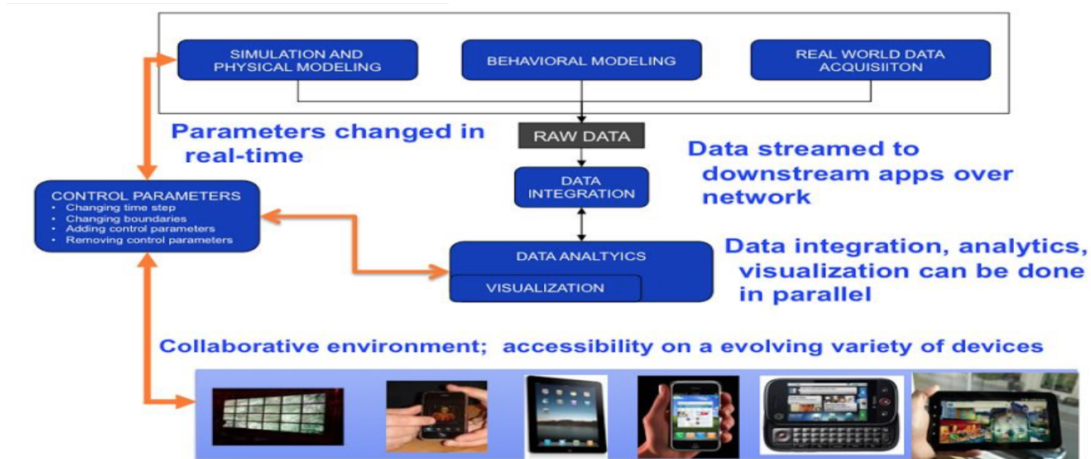 SIMULATION AND
PHYSICAL MODELING
BEHAVIORAL MODELING
REAL WORLD DATA
ACQUISIITON
Parameters changed in
real-time
RAW DATA
Data streamed to
downstream apps over
network
DATA
INTEGRATION
CONTROL PARAMETERS
• Changing time step
• Changing boundaries
• Adding control parameters
• Removing control parameters
DATA ANALTYICS
VISUALIZATION
Data integration, analytics,
visualization can be done
in parallel
Collaborative environment; accessibility on a evolving variety of devices